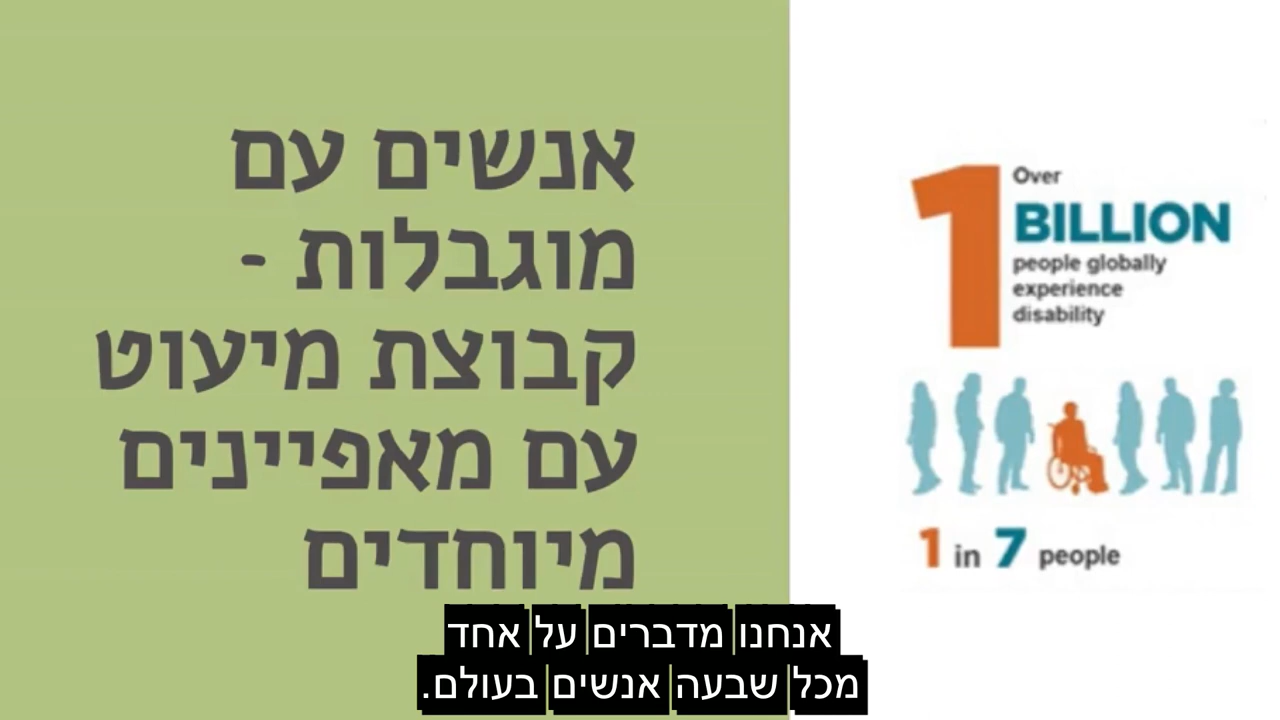 אנשים עם
מוגבלות -
קבוצת מיעוט
עם מאפיינים
מיוחדים
1 Over
BILLION
people globally
experience
disability
1 in 7 people
אנחנו מדברים על אחד
מכל שבעה אנשים בעולם.